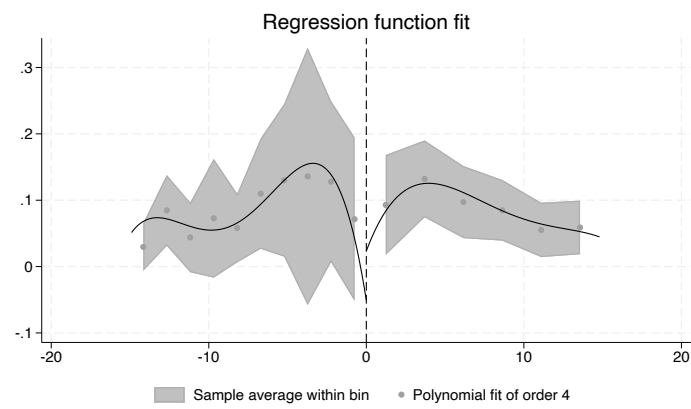 Regression function fit
.3
.2
.1
0
-.1
-20 -10 0 10 20
Sample average within bin Polynomial fit of order 4